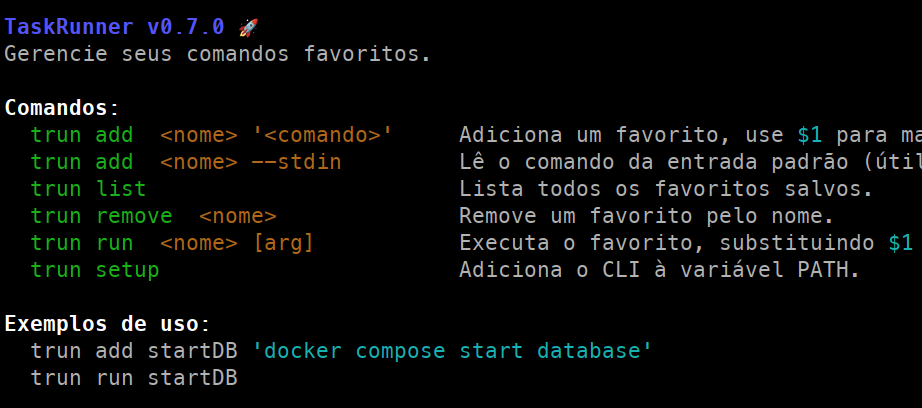 TaskRunner v0.7.0 🚀
Gerencie seus comandos favoritos.
Comandos:
trun add <nome> '<comando>' Adiciona um favorito, use $1 para ma
trun add <nome> --stdin Lê o comando da entrada padrão (útil
trun list Lista todos os favoritos salvos.
trun remove <nome> Remove um favorito pelo nome.
trun run <nome> [arg] Executa o favorito, substituindo $1
trun setup Adiciona o CLI à variável PATH.
Exemplos de uso:
trun add startDB 'docker compose start database'
trun run startDB